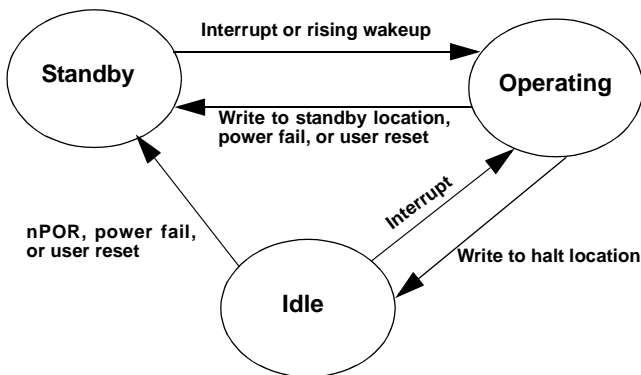 Interrupt or rising wakeup
Standby
Operating
Write to standby location,
power fail, or user reset
Interrupt
nPOR, power fail,
or user reset
Write to halt location
Idle